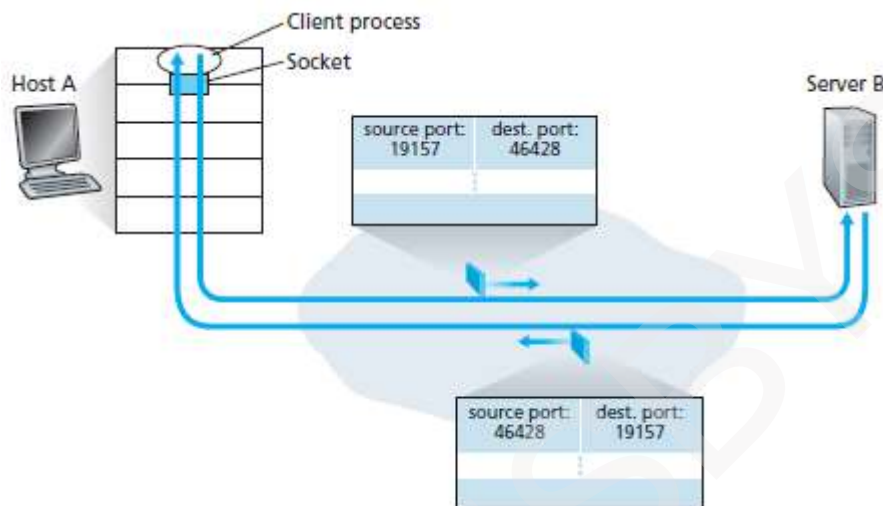 Client process
Socket
Host A
Server B
source port: dest. port:
19157 46428
source port: dest. port:
46428 19157